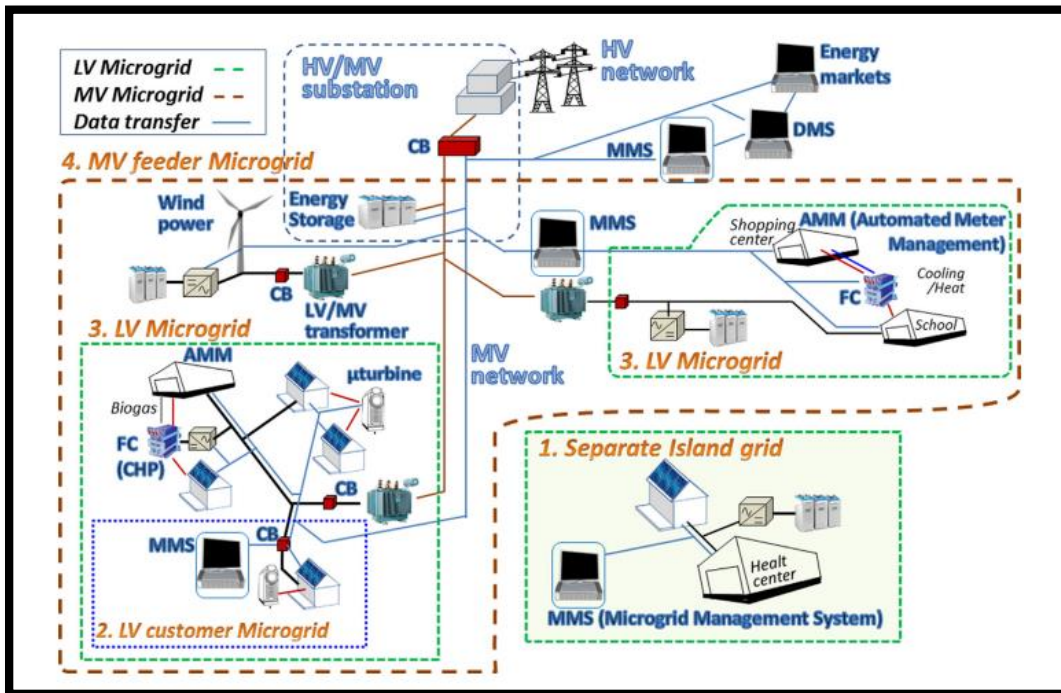 LV Microgrid
MV Microgrid
Data transfer
HV/MV
substation
HV
network
Energy
markets
CB
MMS
DMS
4. MV feeder Microgrid
Wind
power
Energy
Storage
MMS
Shopping
center
AMM (Automated Meter
Management)
CB
LV/MV
transformer
FC
Cooling
/Heat
School
3. LV Microgrid
3. LV Microgrid
AMM
µturbine
MV
network
Biogas
FC
(CHP)
CB
1. Separate Island grid
MMS
CB
Healt
center
2. LV customer Microgrid
MMS (Microgrid Management System)